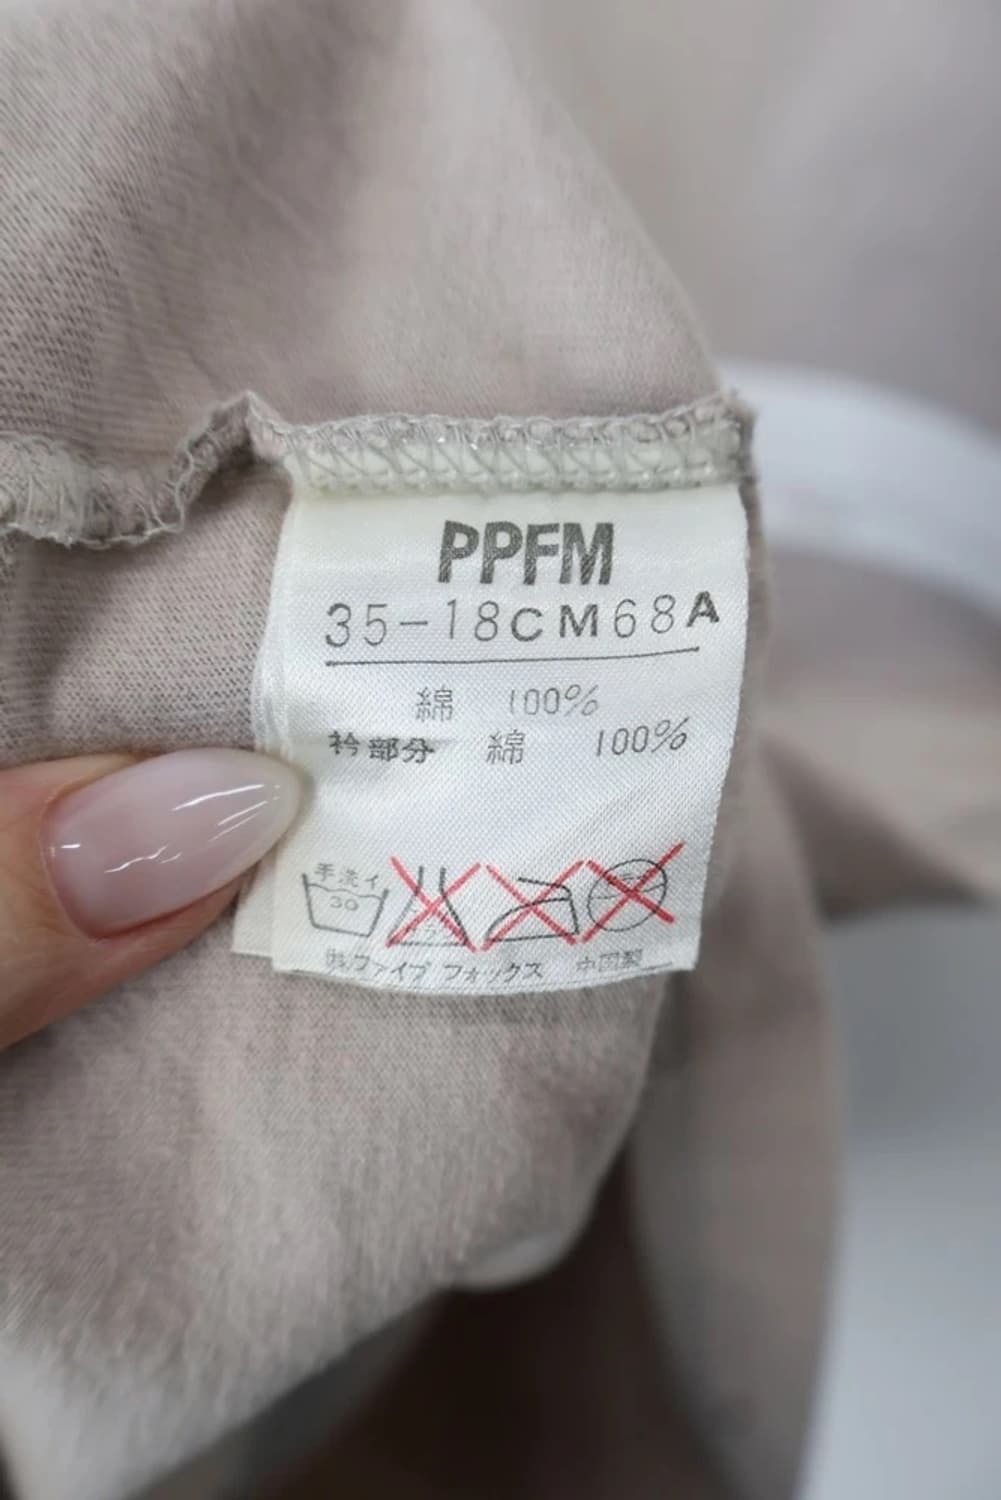 PPFM
35-18CM68A
綿 100%
衿部分 綿 100%
手洗イ
30
㈱ファイブ フォックス 中国製